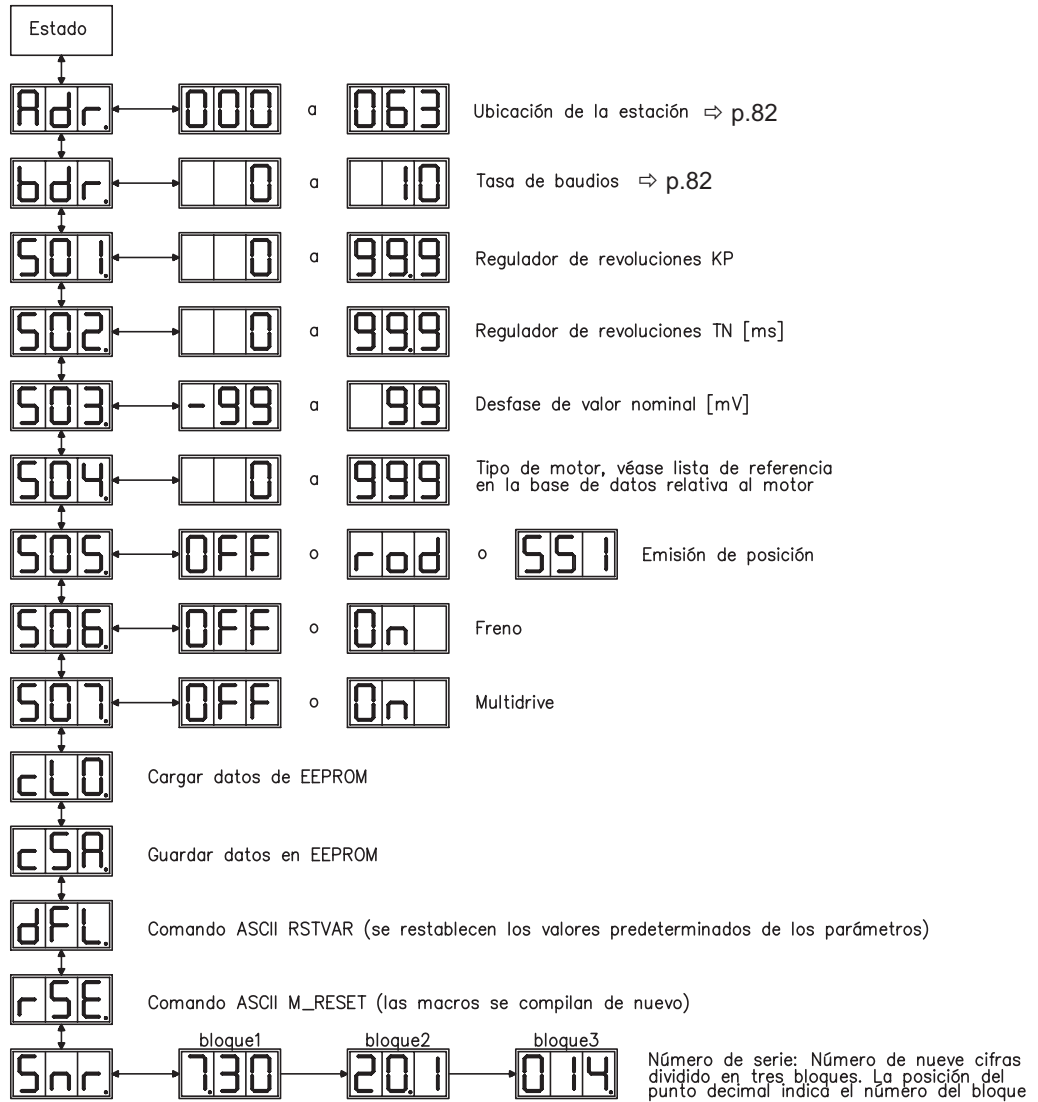 Estado
Adr. 000 a 063 Ubicación de la estación ⇨ p.82
bdr. 0 a 10 Tasa de baudios ⇨ p.82
S01. 0 a 99.9 Regulador de revoluciones KP
S02. 0 a 99.9 Regulador de revoluciones TN [ms]
S03. -99 a 99 Desfase de valor nominal [mV]
S04. 0 a 999 Tipo de motor, véase lista de referencia
en la base de datos relativa al motor
S05. OFF o rod o SSI Emisión de posición
S06. OFF o On Freno
S07. OFF o On Multidrive
cLO. Cargar datos de EEPROM
cSA. Guardar datos en EEPROM
dFL. Comando ASCII RSTVAR (se restablecen los valores predeterminados de los parámetros)
rSE. Comando ASCII M_RESET (las macros se compilan de nuevo)
bloque1 bloque2 bloque3
Snr. 7.30 20.1 014. Número de serie: Número de nueve cifras
dividido en tres bloques. La posición del
punto decimal indica el número del bloque